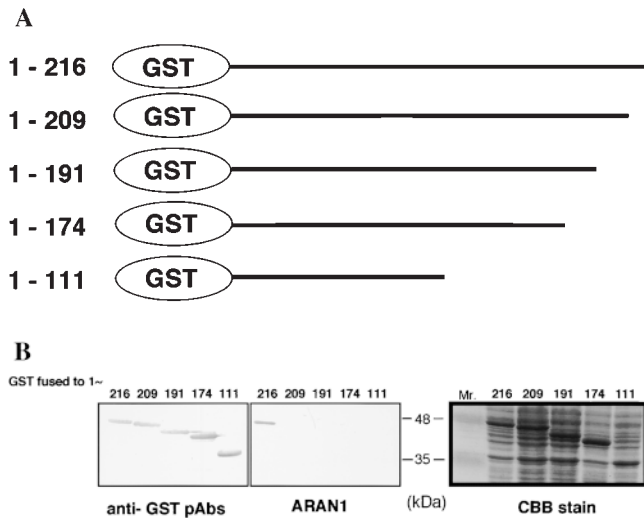 A
1 - 216 GST
1 - 209 GST
1 - 191 GST
1 - 174 GST
1 - 111 GST
B
GST fused to 1~ 216 209 191 174 111 216 209 191 174 111 Mr. 216 209 191 174 111
48
35
anti- GST pAbs ARAN1 (kDa) CBB stain